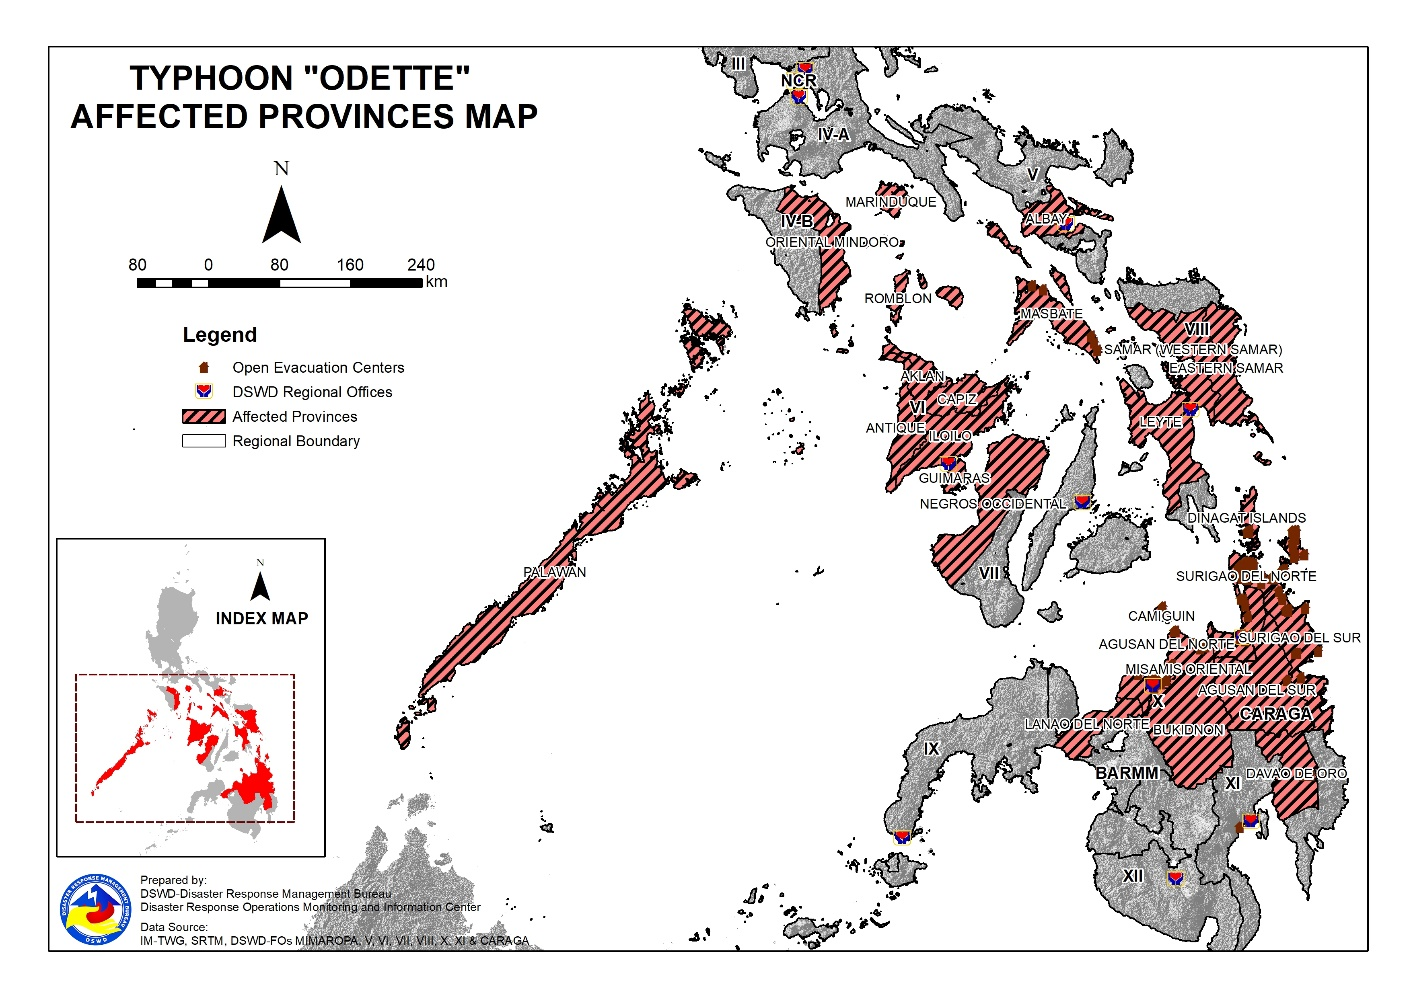 TYPHOON "ODETTE"
AFFECTED PROVINCES MAP
N
80 0 80 160 240
km
Legend
Open Evacuation Centers
DSWD Regional Offices
Affected Provinces
Regional Boundary
N
INDEX MAP
DISASTER RESPONSE MANAGEMENT BUREAU
DSWD
Prepared by:
DSWD-Disaster Response Management Bureau
Disaster Response Operations Monitoring and Information Center
Data Source:
IM-TWG, SRTM, DSWD-FOs MIMAROPA, V, VI, VII, VIII, X, XI & CARAGA
III
NCR
IV-A
V
MARINDUQUE
ALBAY
IV-B
ORIENTAL MINDORO
ROMBLON
MASBATE
VIII
SAMAR (WESTERN SAMAR)
EASTERN SAMAR
AKLAN
CAPIZ
VI
ANTIQUE
ILOILO
LEYTE
GUIMARAS
NEGROS OCCIDENTAL
DINAGAT ISLANDS
PALAWAN
VII
SURIGAO DEL NORTE
CAMIGUIN
AGUSAN DEL NORTE
SURIGAO DEL SUR
MISAMIS ORIENTAL
AGUSAN DEL SUR
X
CARAGA
LANAO DEL NORTE
BUKIDNON
IX
BARMM
XI
DAVAO DE ORO
XII